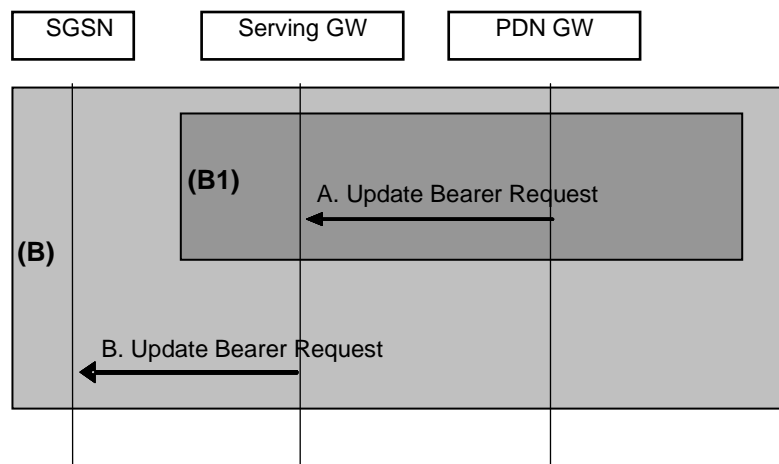 SGSN
Serving GW
PDN GW
(B1)
A. Update Bearer Request
(B)
B. Update Bearer Request